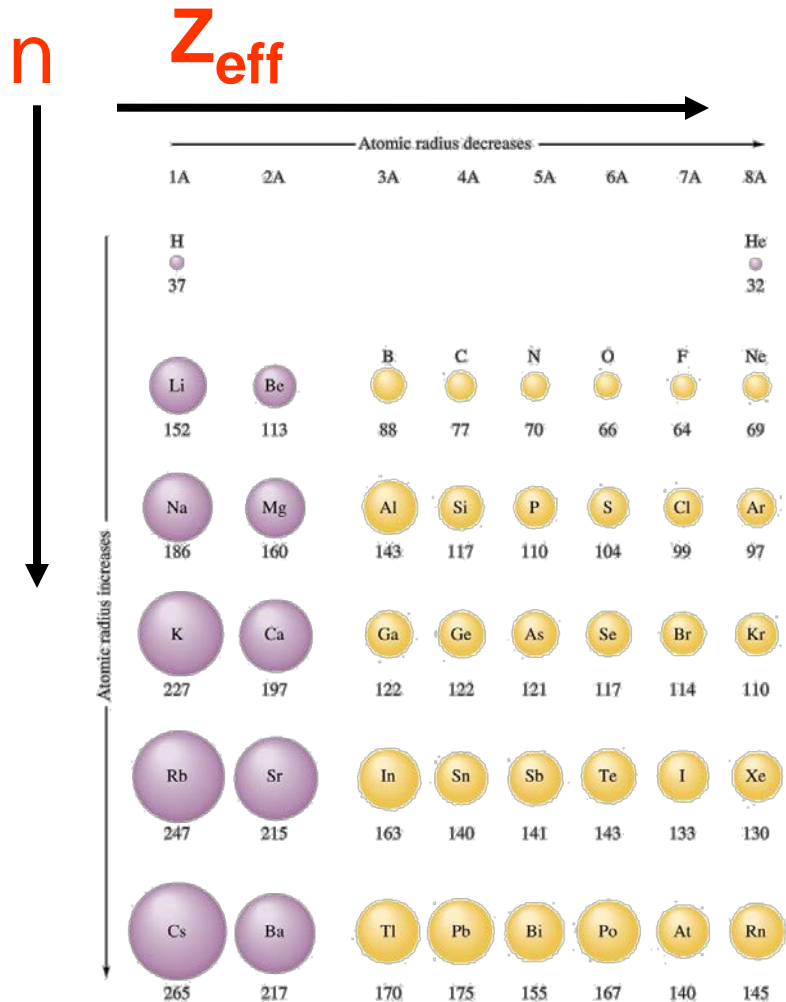 n Z_eff
Atomic radius decreases
1A 2A 3A 4A 5A 6A 7A 8A
H He
37 32
B C N O F Ne
Li Be
152 113 88 77 70 66 64 69
Na Mg Al Si P S Cl Ar
186 160 143 117 110 104 99 97
Atomic radius increases
K Ca Ga Ge As Se Br Kr
227 197 122 122 121 117 114 110
Rb Sr In Sn Sb Te I Xe
247 215 163 140 141 143 133 130
Cs Ba Tl Pb Bi Po At Rn
265 217 170 175 155 167 140 145